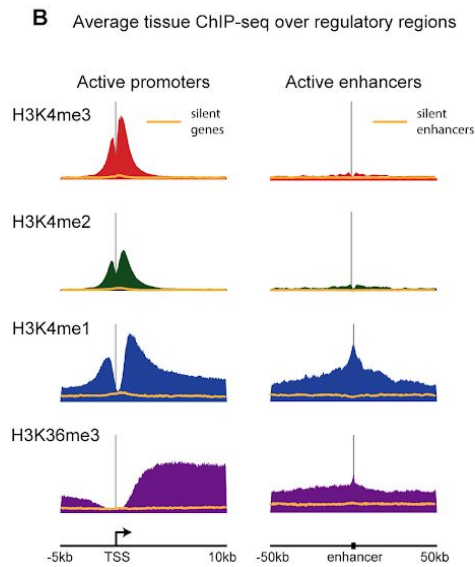 B Average tissue ChIP-seq over regulatory regions
Active promoters Active enhancers
H3K4me3
silent
genes
silent
enhancers
H3K4me2
H3K4me1
H3K36me3
-5kb TSS 10kb -50kb enhancer 50kb